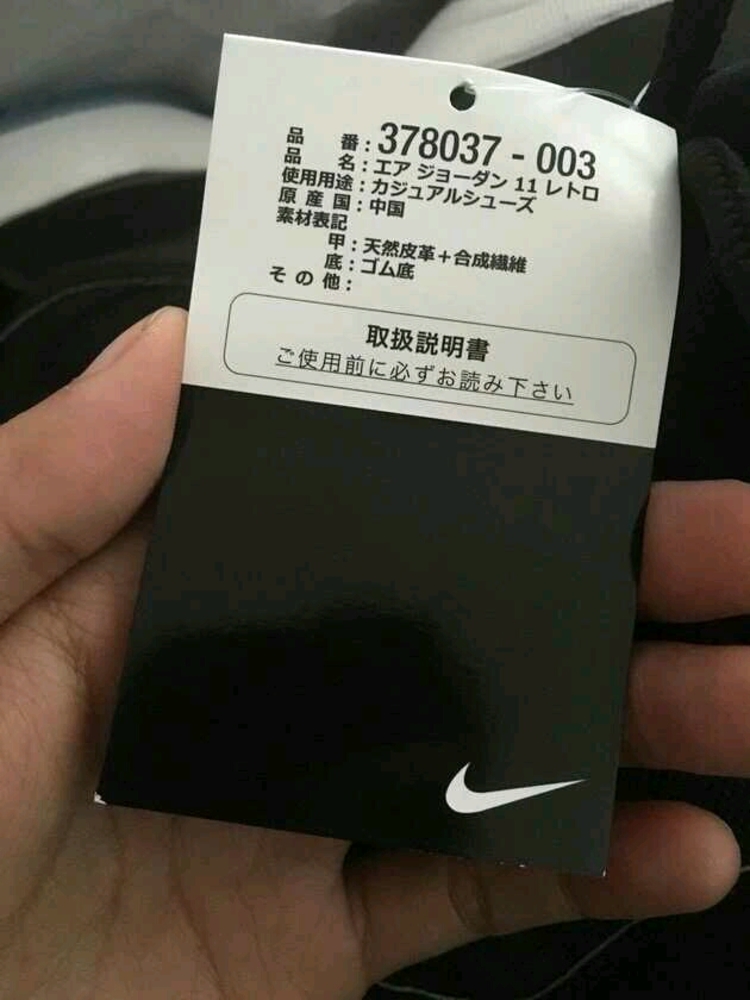 品番：378037-003
品名：エア ジョーダン 11 レトロ
使用用途：カジュアルシューズ
原産国：中国
素材表記
甲：天然皮革＋合成繊維
底：ゴム底
その他：
取扱説明書
ご使用前に必ずお読み下さい